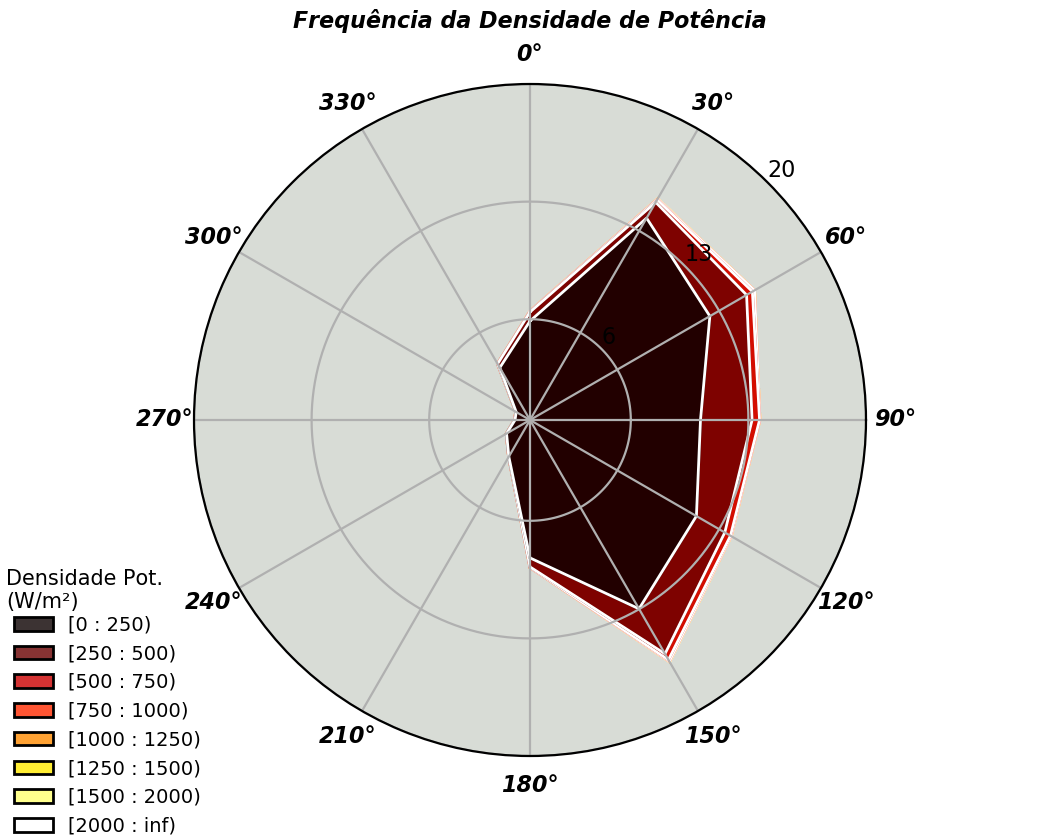 Frequência da Densidade de Potência
0°
330°
30°
20
300°
60°
13
6
270°
90°
240°
120°
210°
150°
180°
Densidade Pot.
(W/m²)
[0 : 250)
[250 : 500)
[500 : 750)
[750 : 1000)
[1000 : 1250)
[1250 : 1500)
[1500 : 2000)
[2000 : inf)